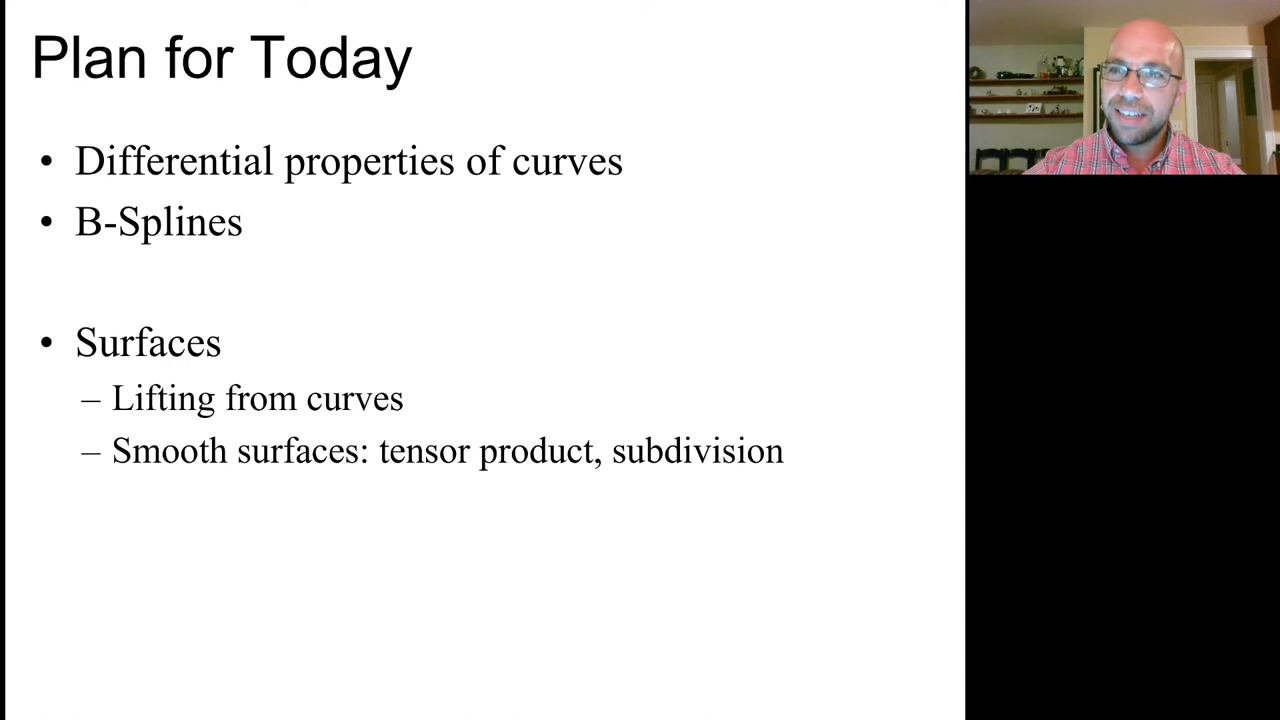 Plan for Today
• Differential properties of curves
• B-Splines
• Surfaces
– Lifting from curves
– Smooth surfaces: tensor product, subdivision